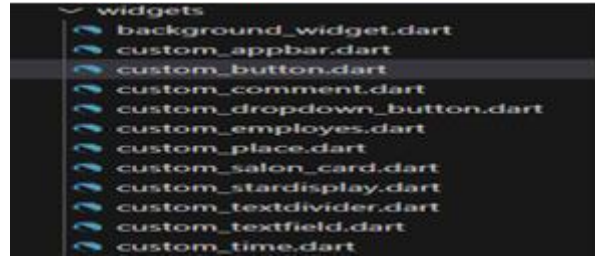 widgets
background_widget.dart
custom_appbar.dart
custom_button.dart
custom_comment.dart
custom_dropdown_button.dart
custom_employes.dart
custom_place.dart
custom_salon_card.dart
custom_stardisplay.dart
custom_textdivider.dart
custom_textfield.dart
custom_time.dart